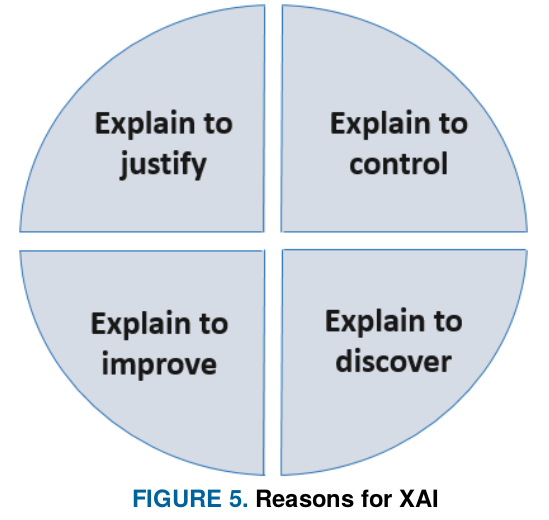 Explain to
justify
Explain to
control
Explain to
improve
Explain to
discover
FIGURE 5. Reasons for XAI